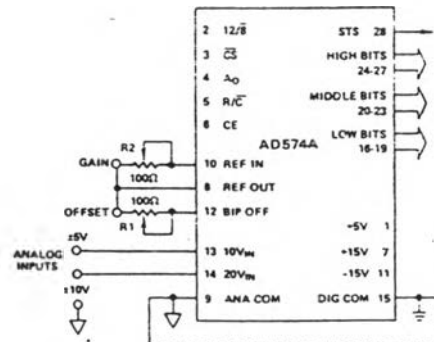 2 12/8̅ STS 28
3 C̅S̅ HIGH BITS
24-27
4 A₀
MIDDLE BITS
5 R/C̅ 20-23
6 CE LOW BITS
R2 AD574A 16-19
GAIN 10 REF IN
100Ω
8 REF OUT
100Ω
OFFSET 12 BIP OFF
R1
±5V +5V 1
ANALOG INPUTS 13 10VIN +15V 7
14 20VIN -15V 11
±10V
9 ANA COM DIG COM 15